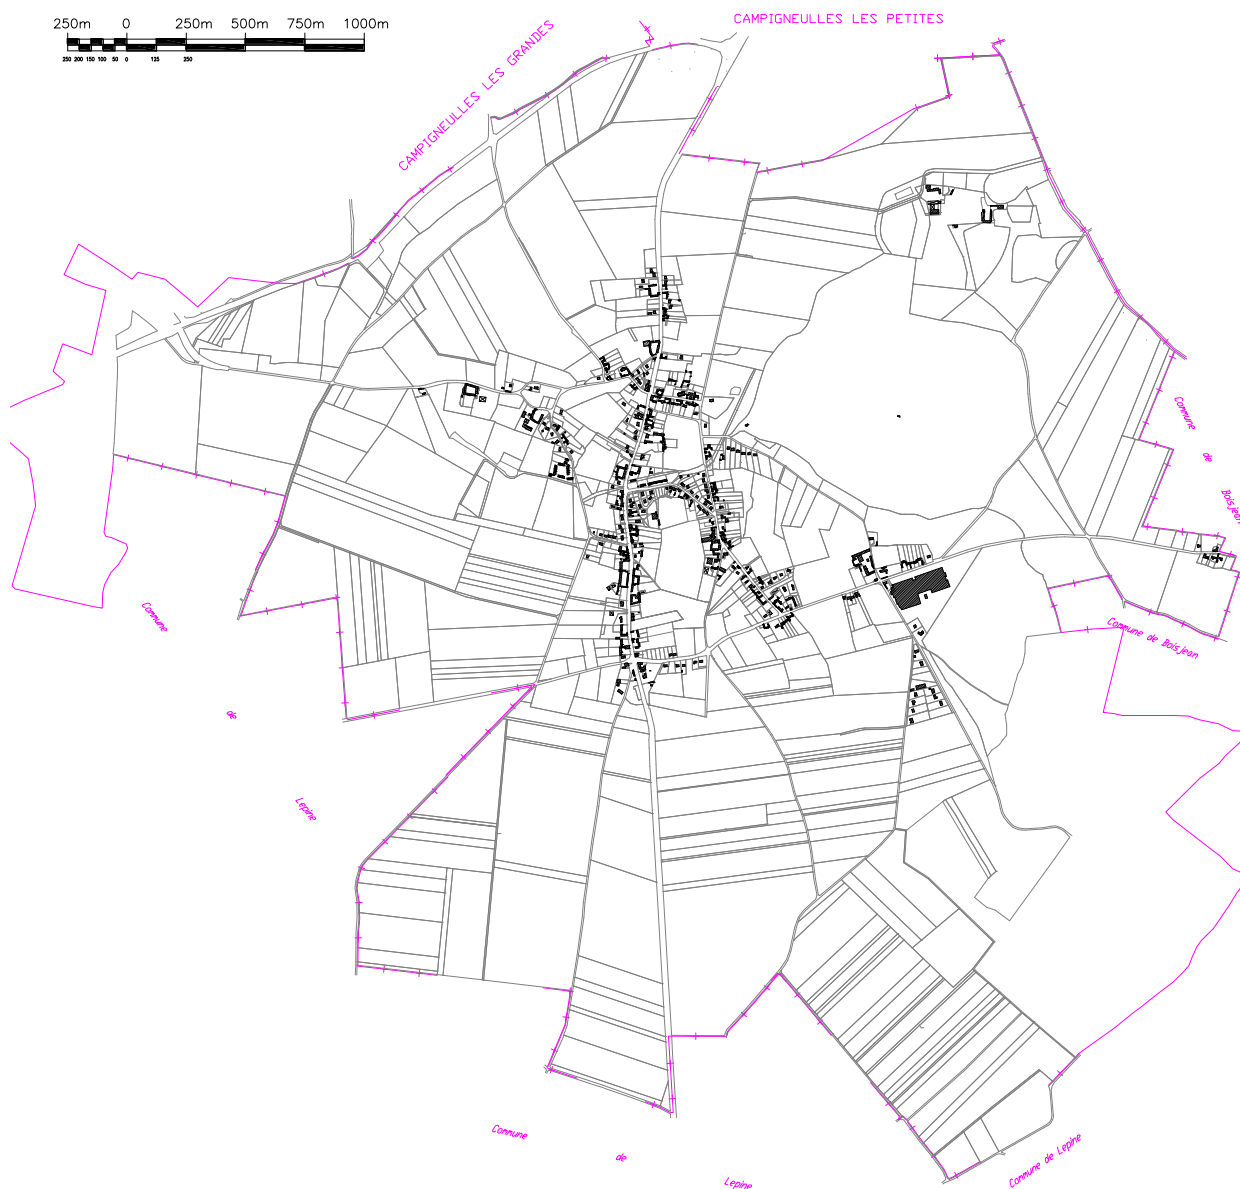 CAMPIGNEULLES LES PETITES
250m 0 250m 500m 750m 1000m
250 200 150 100 50 0 125 250
CAMPIGNEULLES LES GRANDES
Commune
de
Boisjean
Commune
de
Lepine
Commune de Boisjean
Commune
de
Lepine
Commune de Lepine